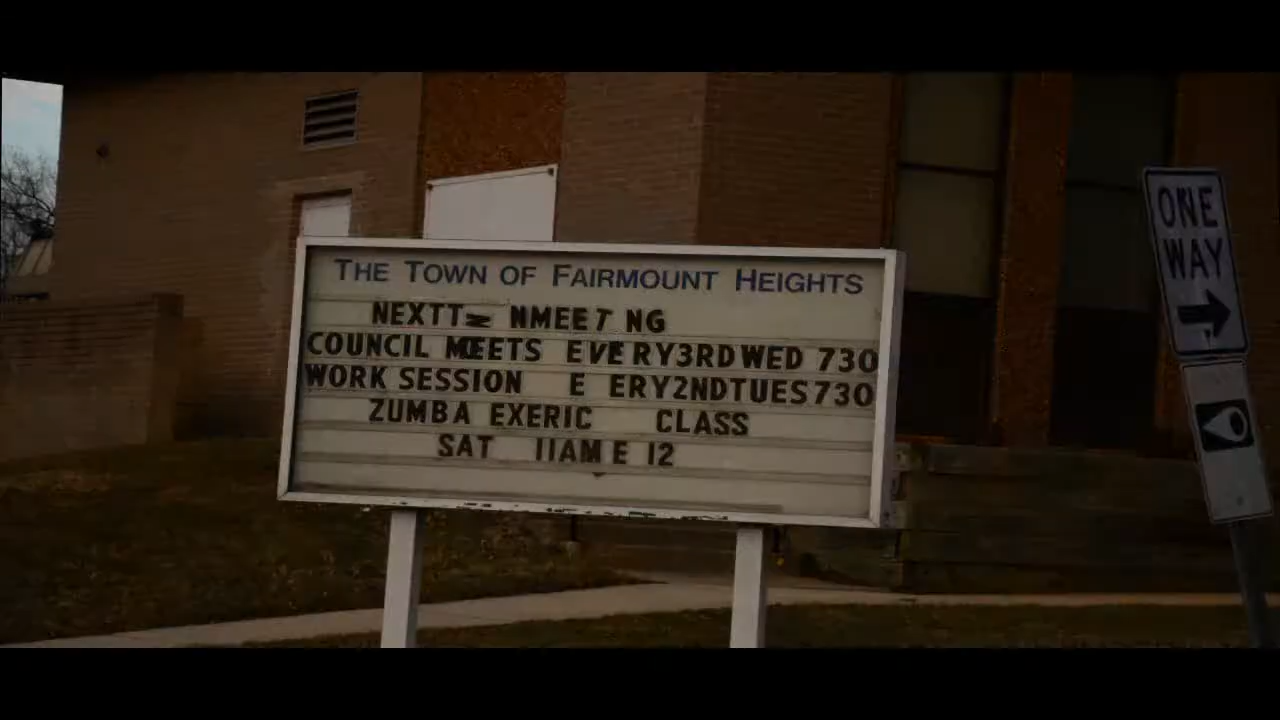 THE TOWN OF FAIRMOUNT HEIGHTS
NEXTT NMEET NG
COUNCIL MEETS EVERY3RDWED 730
WORK SESSION E ERY2NDTUES730
ZUMBA EXERIC CLASS
SAT 11AM E 12
ONE
WAY